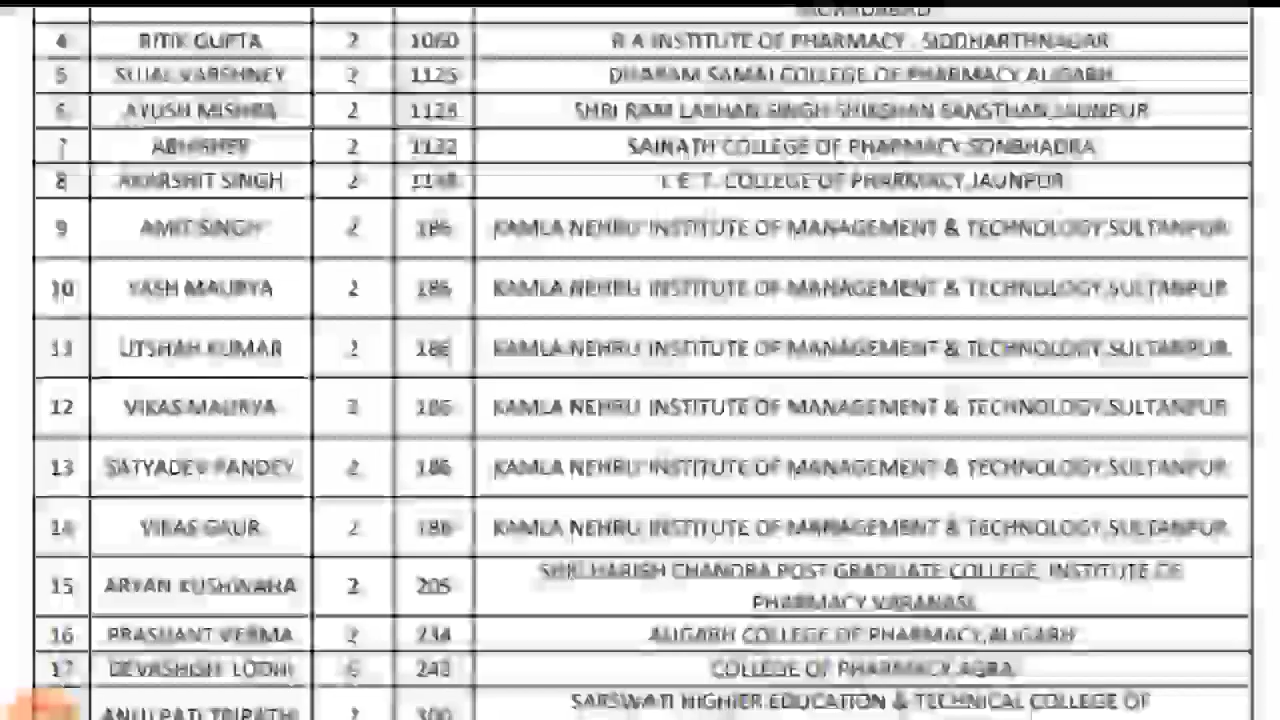 MORADABAD
4 RITIK GUPTA 2 1060 R A INSTITUTE OF PHARMACY , SIDDHARTHNAGAR
5 SUJAL VARSHNEY 2 1125 DHARAM SAMAJ COLLEGE OF PHARMACY,ALIGARH
6 AYUSH MISHRA 2 1128 SHRI RAM LAKHAN SINGH SHIKSHAN SANSTHAN,JAUNPUR
7 ABHISHEK 2 1132 SAINATH COLLEGE OF PHARMACY,SONBHADRA
8 AKARSHIT SINGH 2 COLLEGE OF PHARMACY,JAUNPUR
9 AMIT SINGH 2 186 KAMLA NEHRU INSTITUTE OF MANAGEMENT & TECHNOLOGY,SULTANPUR
10 YASH MAURYA 2 186 KAMLA NEHRU INSTITUTE OF MANAGEMENT & TECHNOLOGY,SULTANPUR
11 UTSHAH KUMAR 2 186 KAMLA NEHRU INSTITUTE OF MANAGEMENT & TECHNOLOGY,SULTANPUR
12 VIKAS MAURYA 2 186 KAMLA NEHRU INSTITUTE OF MANAGEMENT & TECHNOLOGY,SULTANPUR
13 SATYADEV PANDEY 2 186 KAMLA NEHRU INSTITUTE OF MANAGEMENT & TECHNOLOGY,SULTANPUR
14 VIKAS GAUR 2 186 KAMLA NEHRU INSTITUTE OF MANAGEMENT & TECHNOLOGY,SULTANPUR
15 ARYAN KUSHWAHA 2 205 SHRI HARISH CHANDRA POST GRADUATE COLLEGE, INSTITUTE OF
PHARMACY VARANASI.
16 PRASHANT VERMA 2 234 ALIGARH COLLEGE OF PHARMACY,ALIGARH
17 DEVASHISH LODHI 243 COLLEGE OF PHARMACY,AGRA
ANUJ PATI TRIPATHI 300 SARSWATI HIGHIER EDUCATION & TECHNICAL COLLEGE OF